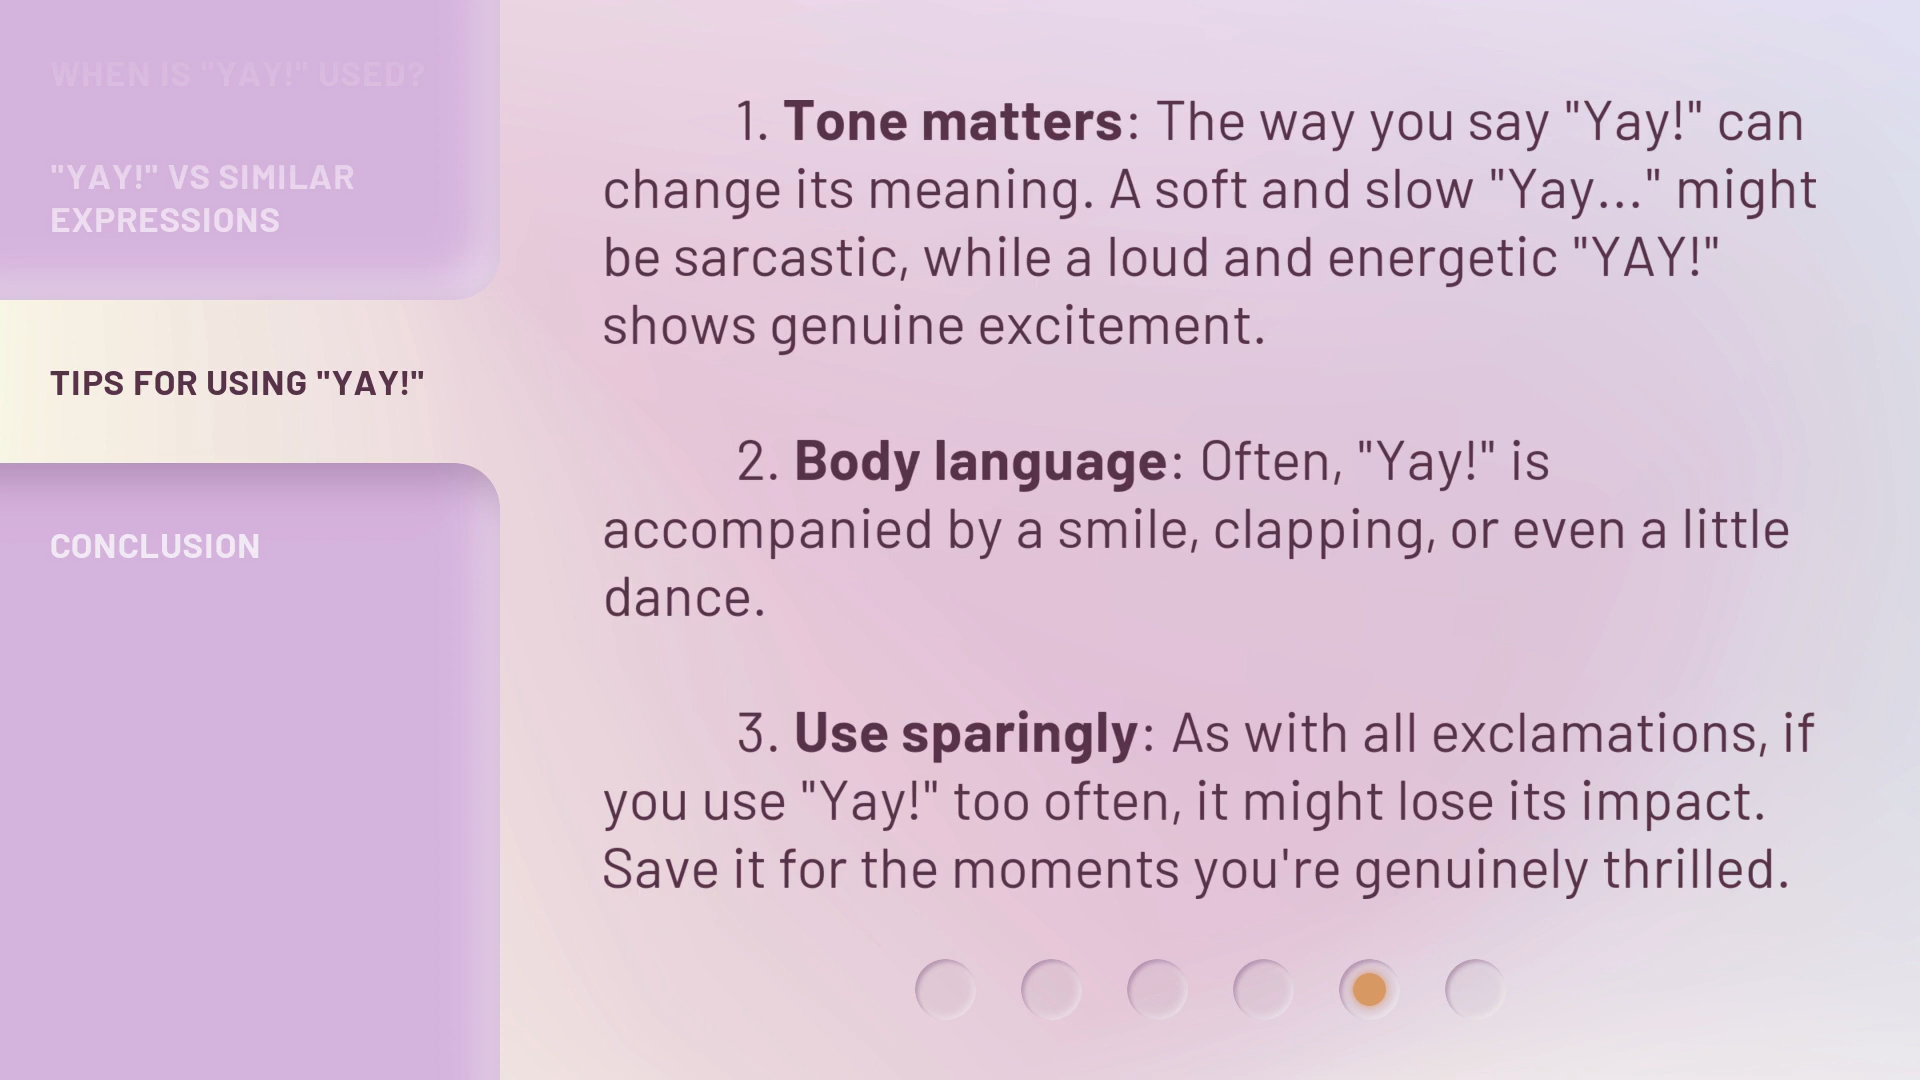 WHEN IS "YAY!" USED?
"YAY!" VS SIMILAR
EXPRESSIONS
TIPS FOR USING "YAY!"
CONCLUSION
1. Tone matters: The way you say "Yay!" can
change its meaning. A soft and slow "Yay..." might
be sarcastic, while a loud and energetic "YAY!"
shows genuine excitement.
2. Body language: Often, "Yay!" is
accompanied by a smile, clapping, or even a little
dance.
3. Use sparingly: As with all exclamations, if
you use "Yay!" too often, it might lose its impact.
Save it for the moments you're genuinely thrilled.